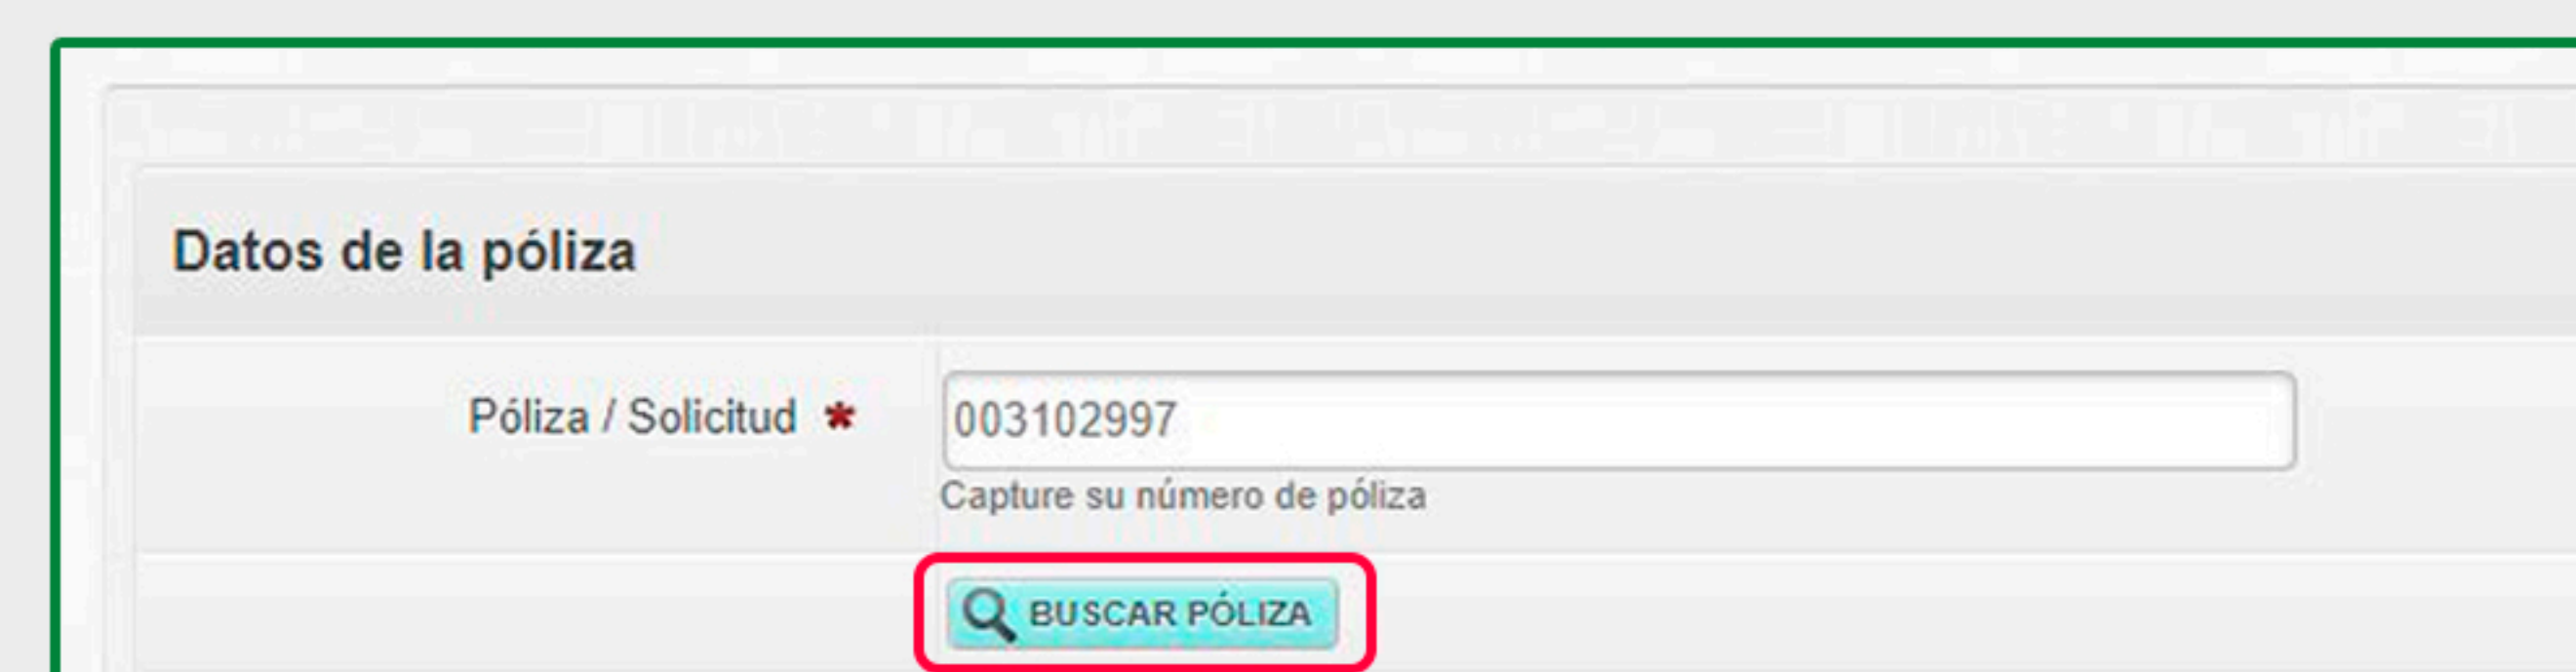 Datos de la póliza
Póliza / Solicitud *
003102997
Capture su número de póliza
BUSCAR PÓLIZA